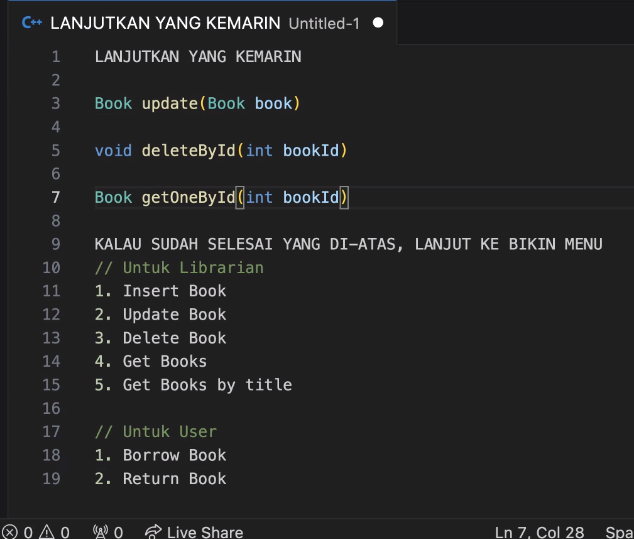 C++ LANJUTKAN YANG KEMARIN Untitled-1
1 LANJUTKAN YANG KEMARIN
2
3 Book update(Book book)
4
5 void deleteById(int bookId)
6
7 Book getOneById(int bookId)
8
9 KALAU SUDAH SELESAI YANG DI-ATAS, LANJUT KE BIKIN MENU
10 // Untuk Librarian
11 1. Insert Book
12 2. Update Book
13 3. Delete Book
14 4. Get Books
15 5. Get Books by title
16
17 // Untuk User
18 1. Borrow Book
19 2. Return Book
0 0 0 Live Share Ln 7, Col 28 Spa